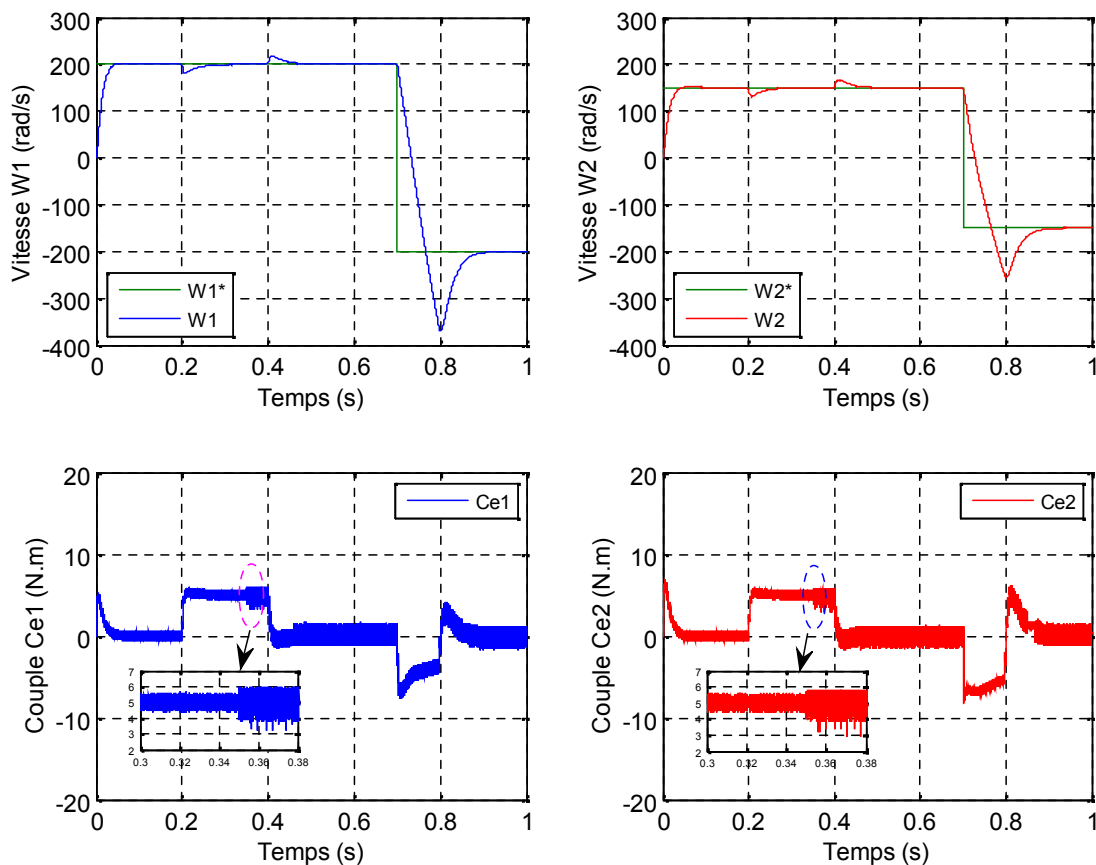 300
200
100
0
-100
-200
-300
-400
Vitesse W1 (rad/s)
W1*
W1
0 0.2 0.4 0.6 0.8 1
Temps (s)
300
200
100
0
-100
-200
-300
-400
Vitesse W2 (rad/s)
W2*
W2
0 0.2 0.4 0.6 0.8 1
Temps (s)
20
10
0
-10
-20
Couple Ce1 (N.m)
Ce1
7
6
5
4
3
2
0.3 0.32 0.34 0.36 0.38
0 0.2 0.4 0.6 0.8 1
Temps (s)
20
10
0
-10
-20
Couple Ce2 (N.m)
Ce2
7
6
5
4
3
2
0.3 0.32 0.34 0.36 0.38
0 0.2 0.4 0.6 0.8 1
Temps (s)